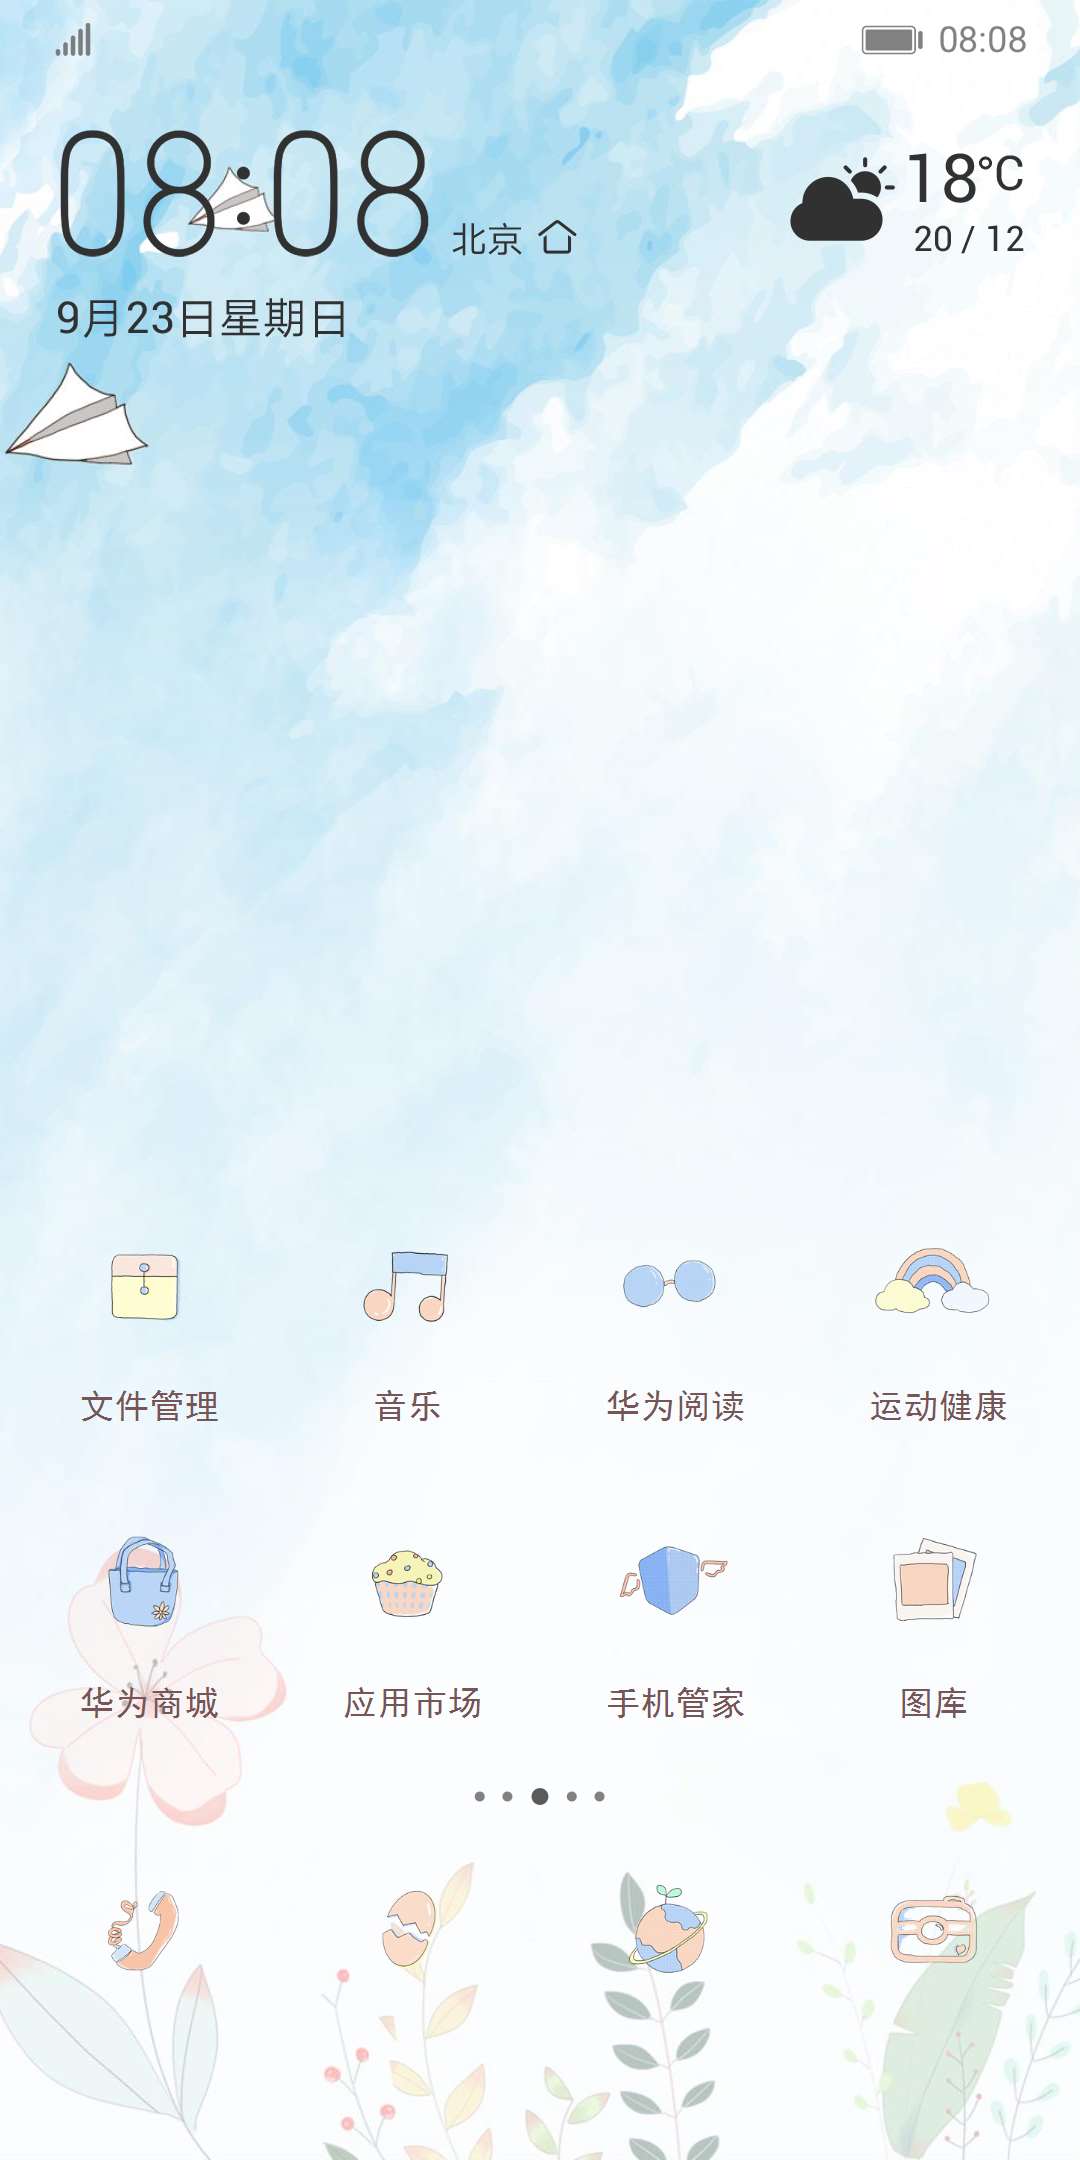 08:08
08:08
北京
18°C
20 / 12
9月23日星期日
文件管理 音乐 华为阅读 运动健康
华为商城 应用市场 手机管家 图库